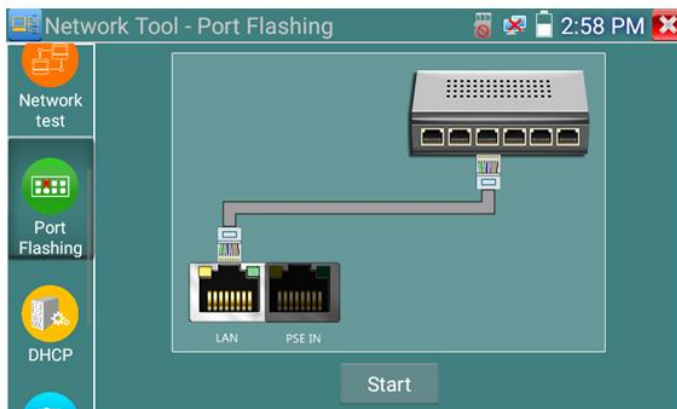 Network Tool - Port Flashing
2:58 PM
Network
test
Port
Flashing
DHCP
LAN
PSE IN
Start